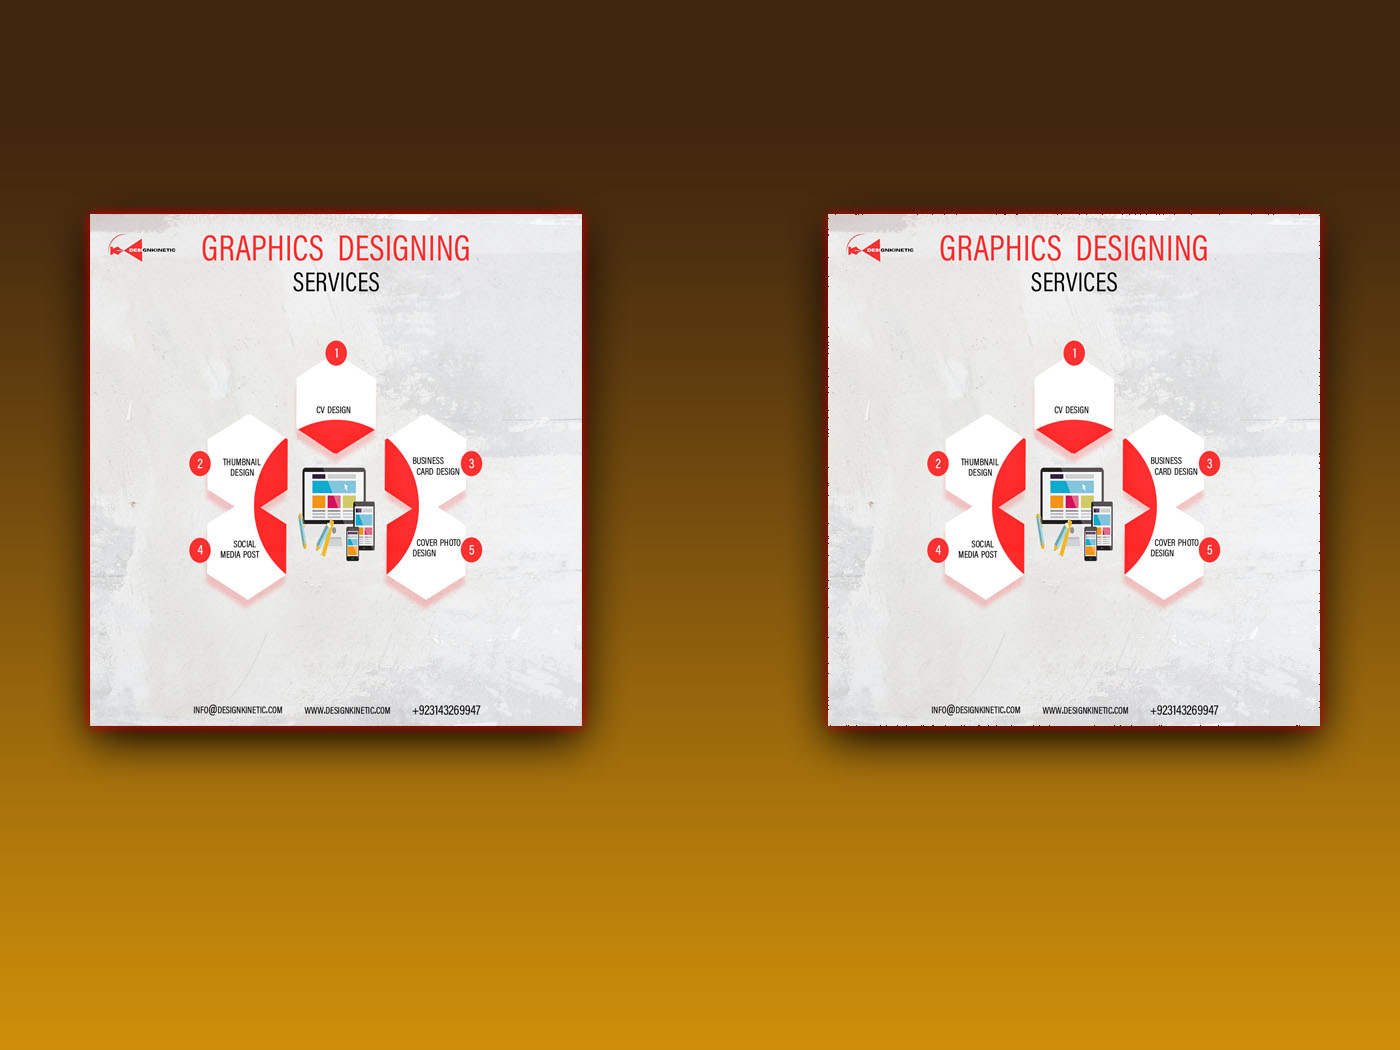 DESIGNKINETIC
GRAPHICS DESIGNING
SERVICES
1
CV DESIGN
2
THUMBNAIL
DESIGN
BUSINESS
CARD DESIGN
3
4
SOCIAL
MEDIA POST
COVER PHOTO
DESIGN
5
INFO@DESIGNKINETIC.COM WWW.DESIGNKINETIC.COM +923143269947
DESIGNKINETIC
GRAPHICS DESIGNING
SERVICES
1
CV DESIGN
2
THUMBNAIL
DESIGN
BUSINESS
CARD DESIGN
3
4
SOCIAL
MEDIA POST
COVER PHOTO
DESIGN
5
INFO@DESIGNKINETIC.COM WWW.DESIGNKINETIC.COM +923143269947